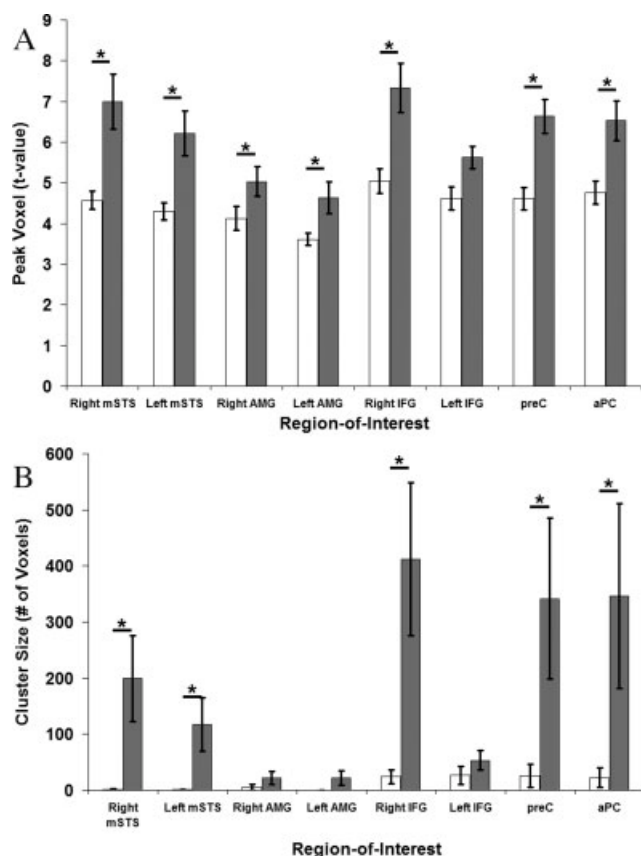 A
Peak Voxel (t-value)
9
8
7
6
5
4
3
2
1
0
* * * * * * *
Right mSTS Left mSTS Right AMG Left AMG Right IFG Left IFG preC aPC
Region-of-Interest
B
Cluster Size (# of Voxels)
600
500
400
300
200
100
0
* * * * *
Right mSTS Left mSTS Right AMG Left AMG Right IFG Left IFG preC aPC
Region-of-Interest